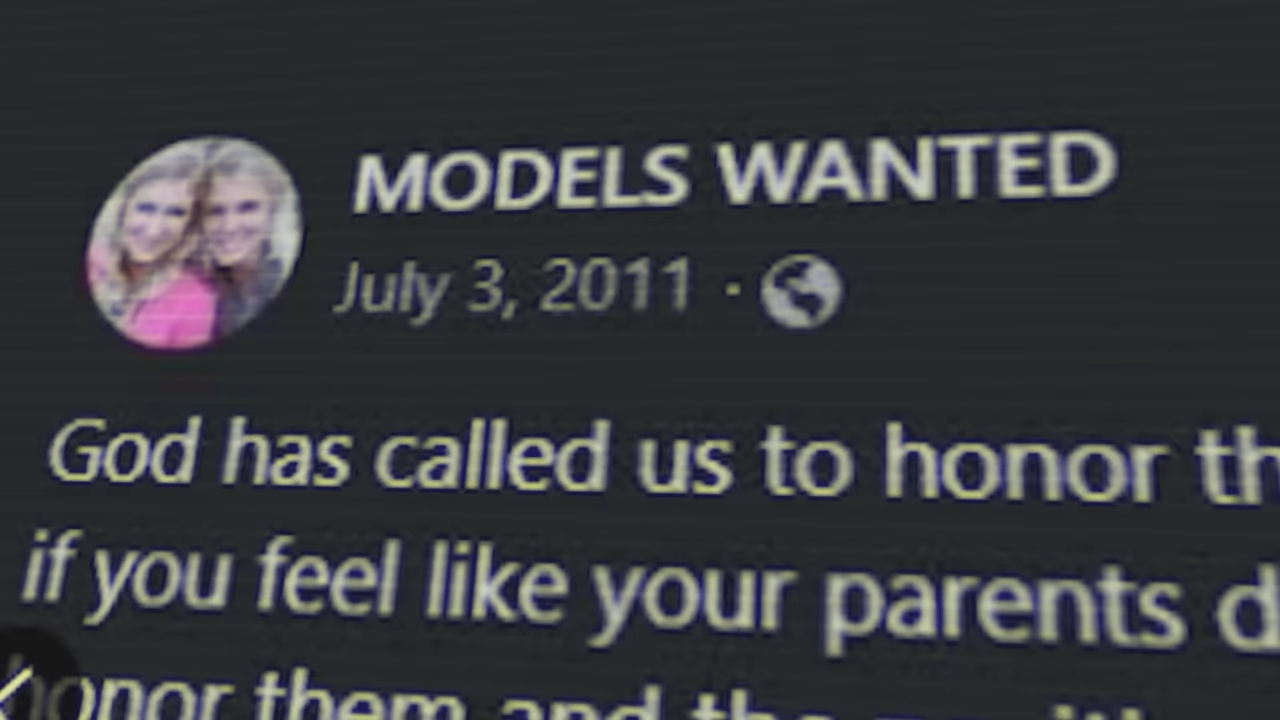 MODELS WANTED
July 3, 2011 ·
God has called us to honor th
if you feel like your parents d
honor them and the